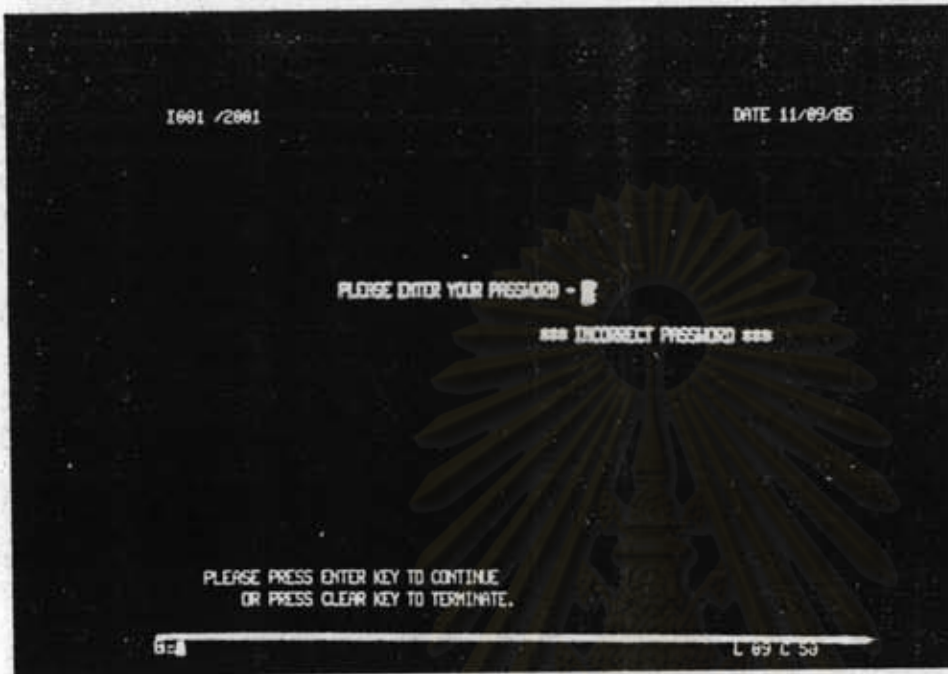 I001 /2001 DATE 11/09/85
PLEASE ENTER YOUR PASSWORD -
*** INCORRECT PASSWORD ***
PLEASE PRESS ENTER KEY TO CONTINUE
OR PRESS CLEAR KEY TO TERMINATE.
L 09 C 50